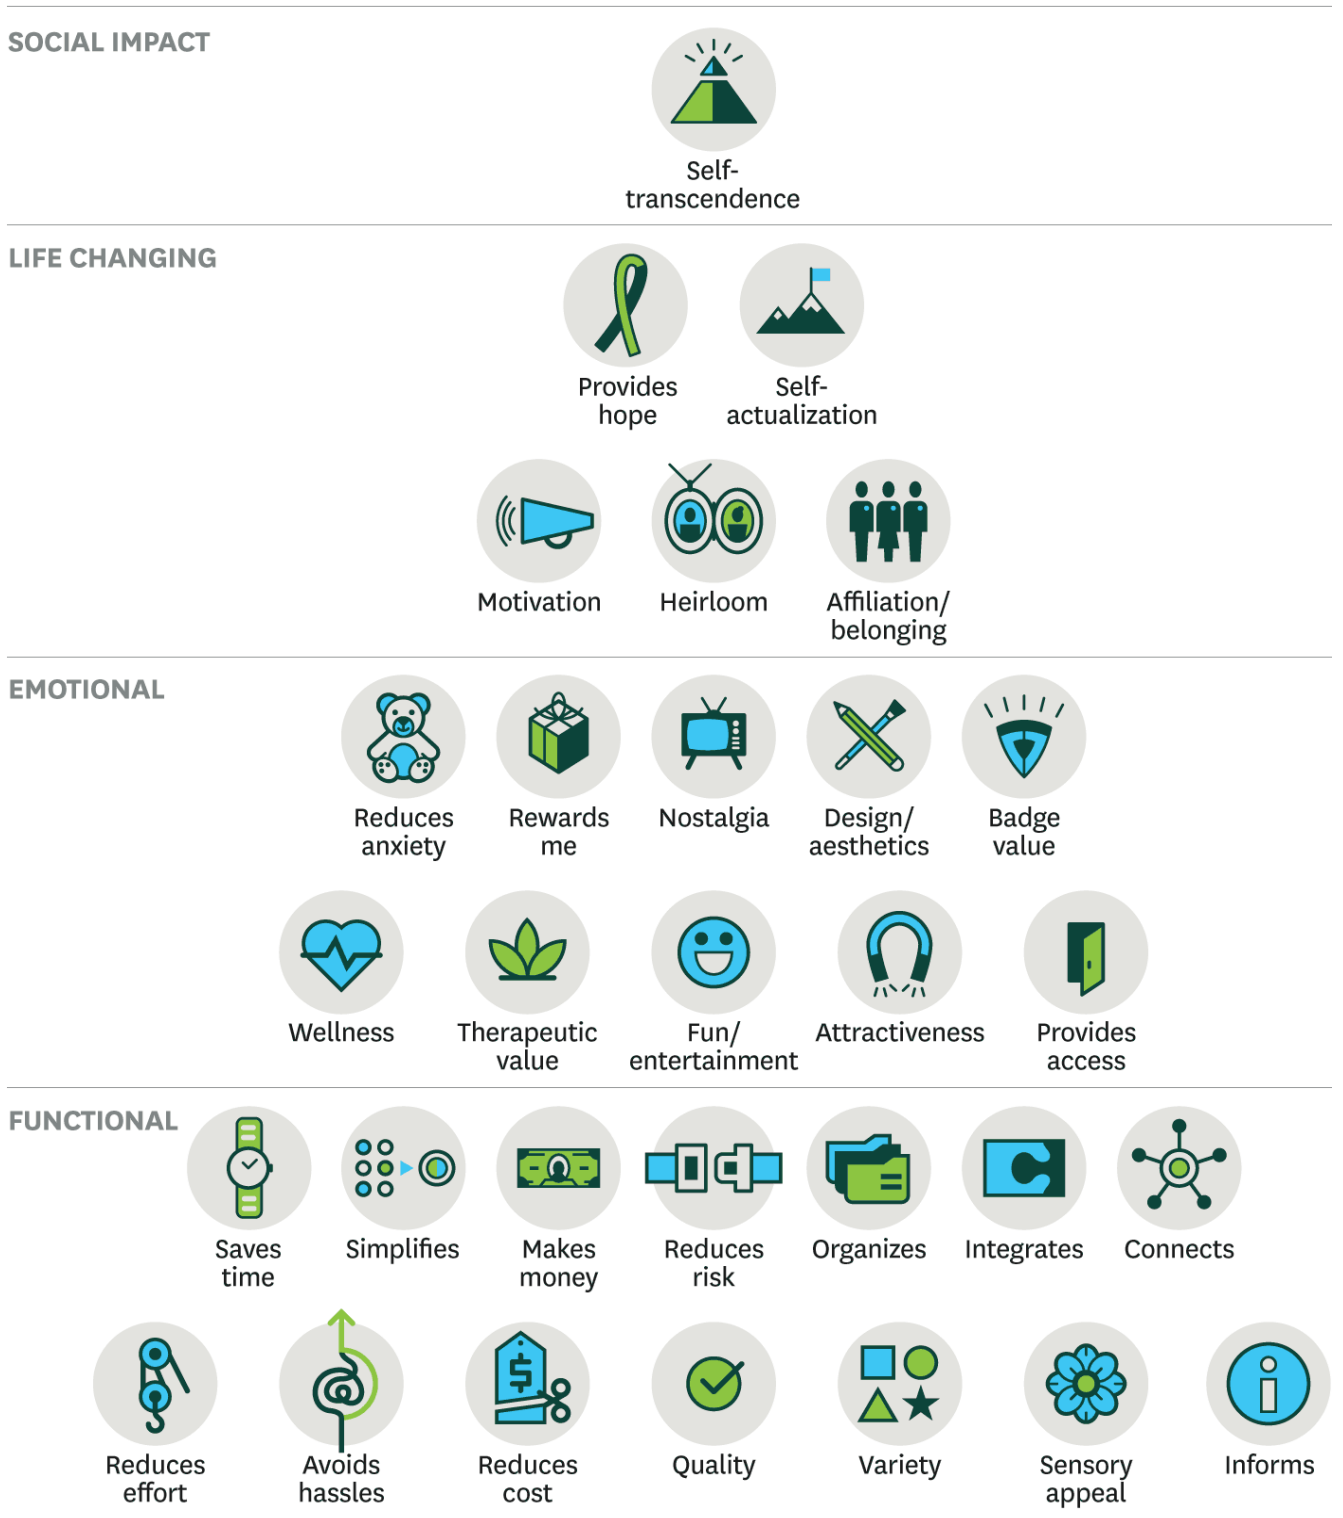 SOCIAL IMPACT
Self-
transcendence
LIFE CHANGING
Provides
hope
Self-
actualization
Motivation
Heirloom
Affiliation/
belonging
EMOTIONAL
Reduces
anxiety
Rewards
me
Nostalgia
Design/
aesthetics
Badge
value
Wellness
Therapeutic
value
Fun/
entertainment
Attractiveness
Provides
access
FUNCTIONAL
Saves
time
Simplifies
Makes
money
Reduces
risk
Organizes
Integrates
Connects
Reduces
effort
Avoids
hassles
$
Reduces
cost
Quality
Variety
Sensory
appeal
i
Informs